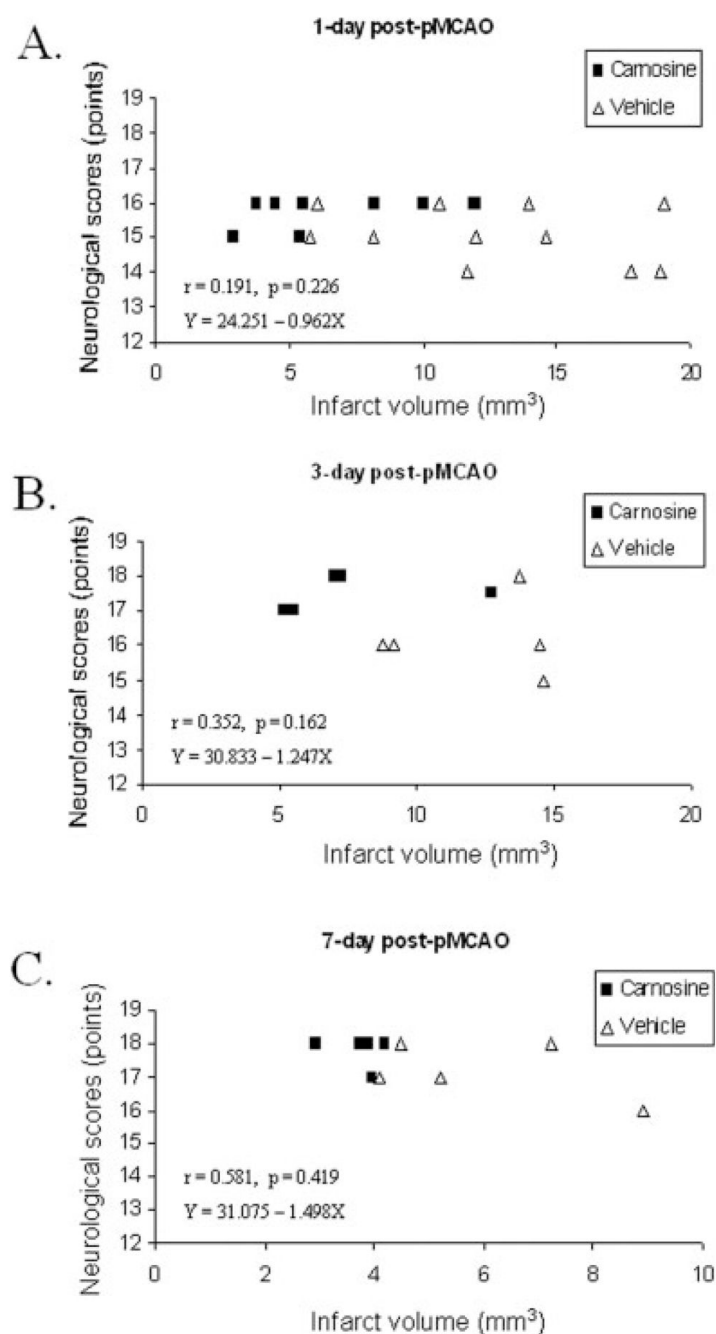 A.
1-day post-pMCAO
Carnosine
Vehicle
Neurological scores (points)
19
18
17
16
15
14
13
12
r = 0.191, p = 0.226
Y = 24.251 – 0.962X
0 5 10 15 20
Infarct volume (mm³)
B.
3-day post-pMCAO
Carnosine
Vehicle
Neurological scores (points)
19
18
17
16
15
14
13
12
r = 0.352, p = 0.162
Y = 30.833 – 1.247X
0 5 10 15 20
Infarct volume (mm³)
C.
7-day post-pMCAO
Carnosine
Vehicle
Neurological scores (points)
19
18
17
16
15
14
13
12
r = 0.581, p = 0.419
Y = 31.075 – 1.498X
0 2 4 6 8 10
Infarct volume (mm³)